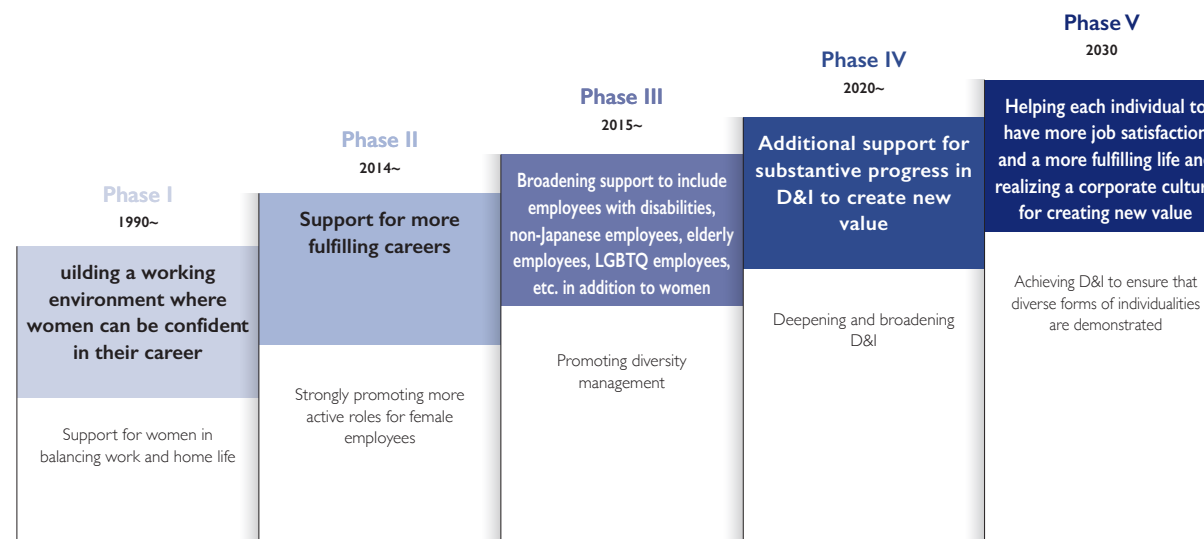 Phase I
1990~
uilding a working
environment where
women can be confident
in their career
Support for women in
balancing work and home life
Phase II
2014~
Support for more
fulfilling careers
Strongly promoting more
active roles for female
employees
Phase III
2015~
Broadening support to include
employees with disabilities,
non-Japanese employees, elderly
employees, LGBTQ employees,
etc. in addition to women
Promoting diversity
management
Phase IV
2020~
Additional support for
substantive progress in
D&I to create new
value
Deepening and broadening
D&I
Phase V
2030
Helping each individual to
have more job satisfaction
and a more fulfilling life an
realizing a corporate cultur
for creating new value
Achieving D&I to ensure that
diverse forms of individualities
are demonstrated